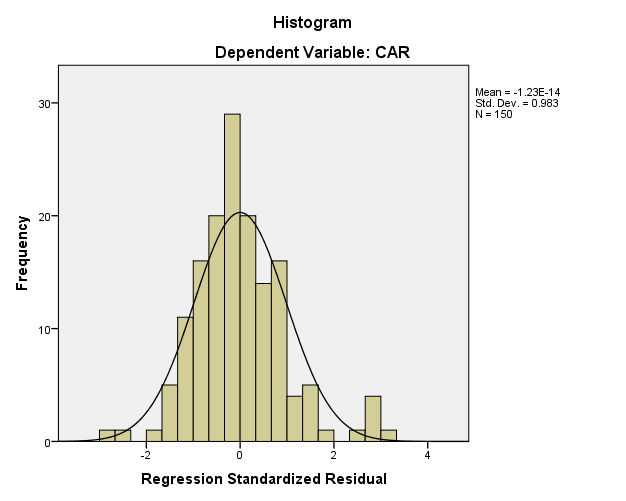 Histogram
Dependent Variable: CAR
Mean = -1.23E-14
Std. Dev. = 0.983
N = 150
Frequency
30
20
10
0
-2
0
2
4
Regression Standardized Residual